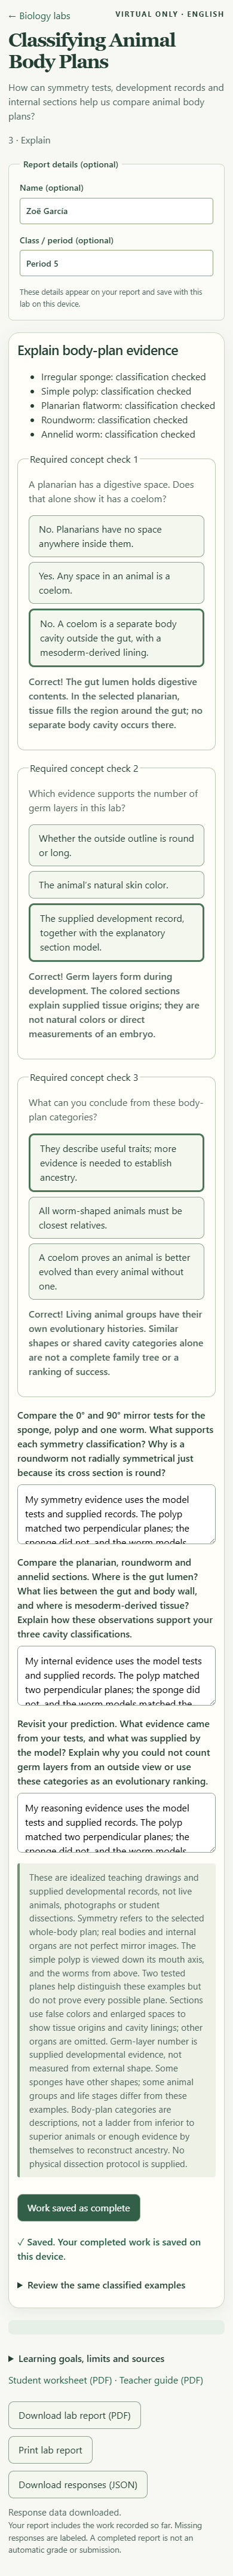 ← Biology labs
VIRTUAL ONLY · ENGLISH
Classifying Animal
Body Plans
How can symmetry tests, development records and
internal sections help us compare animal body
plans?
3 · Explain
Report details (optional)
Name (optional)
Zoë García
Class / period (optional)
Period 5
These details appear on your report and save with this
lab on this device.
Explain body-plan evidence
• Irregular sponge: classification checked
• Simple polyp: classification checked
• Planarian flatworm: classification checked
• Roundworm: classification checked
• Annelid worm: classification checked
Required concept check 1
A planarian has a digestive space. Does
that alone show it has a coelom?
No. Planarians have no space
anywhere inside them.
Yes. Any space in an animal is a
coelom.
No. A coelom is a separate body
cavity outside the gut, with a
mesoderm-derived lining.
Correct! The gut lumen holds digestive
contents. In the selected planarian,
tissue fills the region around the gut; no
separate body cavity occurs there.
Required concept check 2
Which evidence supports the number of
germ layers in this lab?
Whether the outside outline is round
or long.
The animal's natural skin color.
The supplied development record,
together with the explanatory
section model.
Correct! Germ layers form during
development. The colored sections
explain supplied tissue origins; they are
not natural colors or direct
measurements of an embryo.
Required concept check 3
What can you conclude from these body-
plan categories?
They describe useful traits; more
evidence is needed to establish
ancestry.
All worm-shaped animals must be
closest relatives.
A coelom proves an animal is better
evolved than every animal without
one.
Correct! Living animal groups have their
own evolutionary histories. Similar
shapes or shared cavity categories alone
are not a complete family tree or a
ranking of success.
Compare the 0° and 90° mirror tests for the
sponge, polyp and one worm. What supports
each symmetry classification? Why is a
roundworm not radially symmetrical just
because its cross section is round?
My symmetry evidence uses the model
tests and supplied records. The polyp
matched two perpendicular planes; the
sponge did not, and the worm models
Compare the planarian, roundworm and
annelid sections. Where is the gut lumen?
What lies between the gut and body wall,
and where is mesoderm-derived tissue?
Explain how these observations support your
three cavity classifications.
My internal evidence uses the model tests
and supplied records. The polyp matched
two perpendicular planes; the sponge did
not, and the worm models matched the
Revisit your prediction. What evidence came
from your tests, and what was supplied by
the model? Explain why you could not count
germ layers from an outside view or use
these categories as an evolutionary ranking.
My reasoning evidence uses the model
tests and supplied records. The polyp
matched two perpendicular planes; the
sponge did not, and the worm models
These are idealized teaching drawings and
supplied developmental records, not live
animals, photographs or student
dissections. Symmetry refers to the selected
whole-body plan; real bodies and internal
organs are not perfect mirror images. The
simple polyp is viewed down its mouth axis,
and the worms from above. Two tested
planes help distinguish these examples but
do not prove every possible plane. Sections
use false colors and enlarged spaces to
show tissue origins and cavity linings; other
organs are omitted. Germ-layer number is
supplied developmental evidence, not
measured from external shape. Some
sponges have other shapes; some animal
groups and life stages differ from these
examples. Body-plan categories are
descriptions, not a ladder from inferior to
superior animals or enough evidence by
themselves to reconstruct ancestry. No
physical dissection protocol is supplied.
Work saved as complete
✓ Saved. Your completed work is saved on
this device.
▶ Review the same classified examples
▶ Learning goals, limits and sources
Student worksheet (PDF) · Teacher guide (PDF)
Download lab report (PDF)
Print lab report
Download responses (JSON)
Response data downloaded.
Your report includes the work recorded so far. Missing
responses are labeled. A completed report is not an
automatic grade or submission.